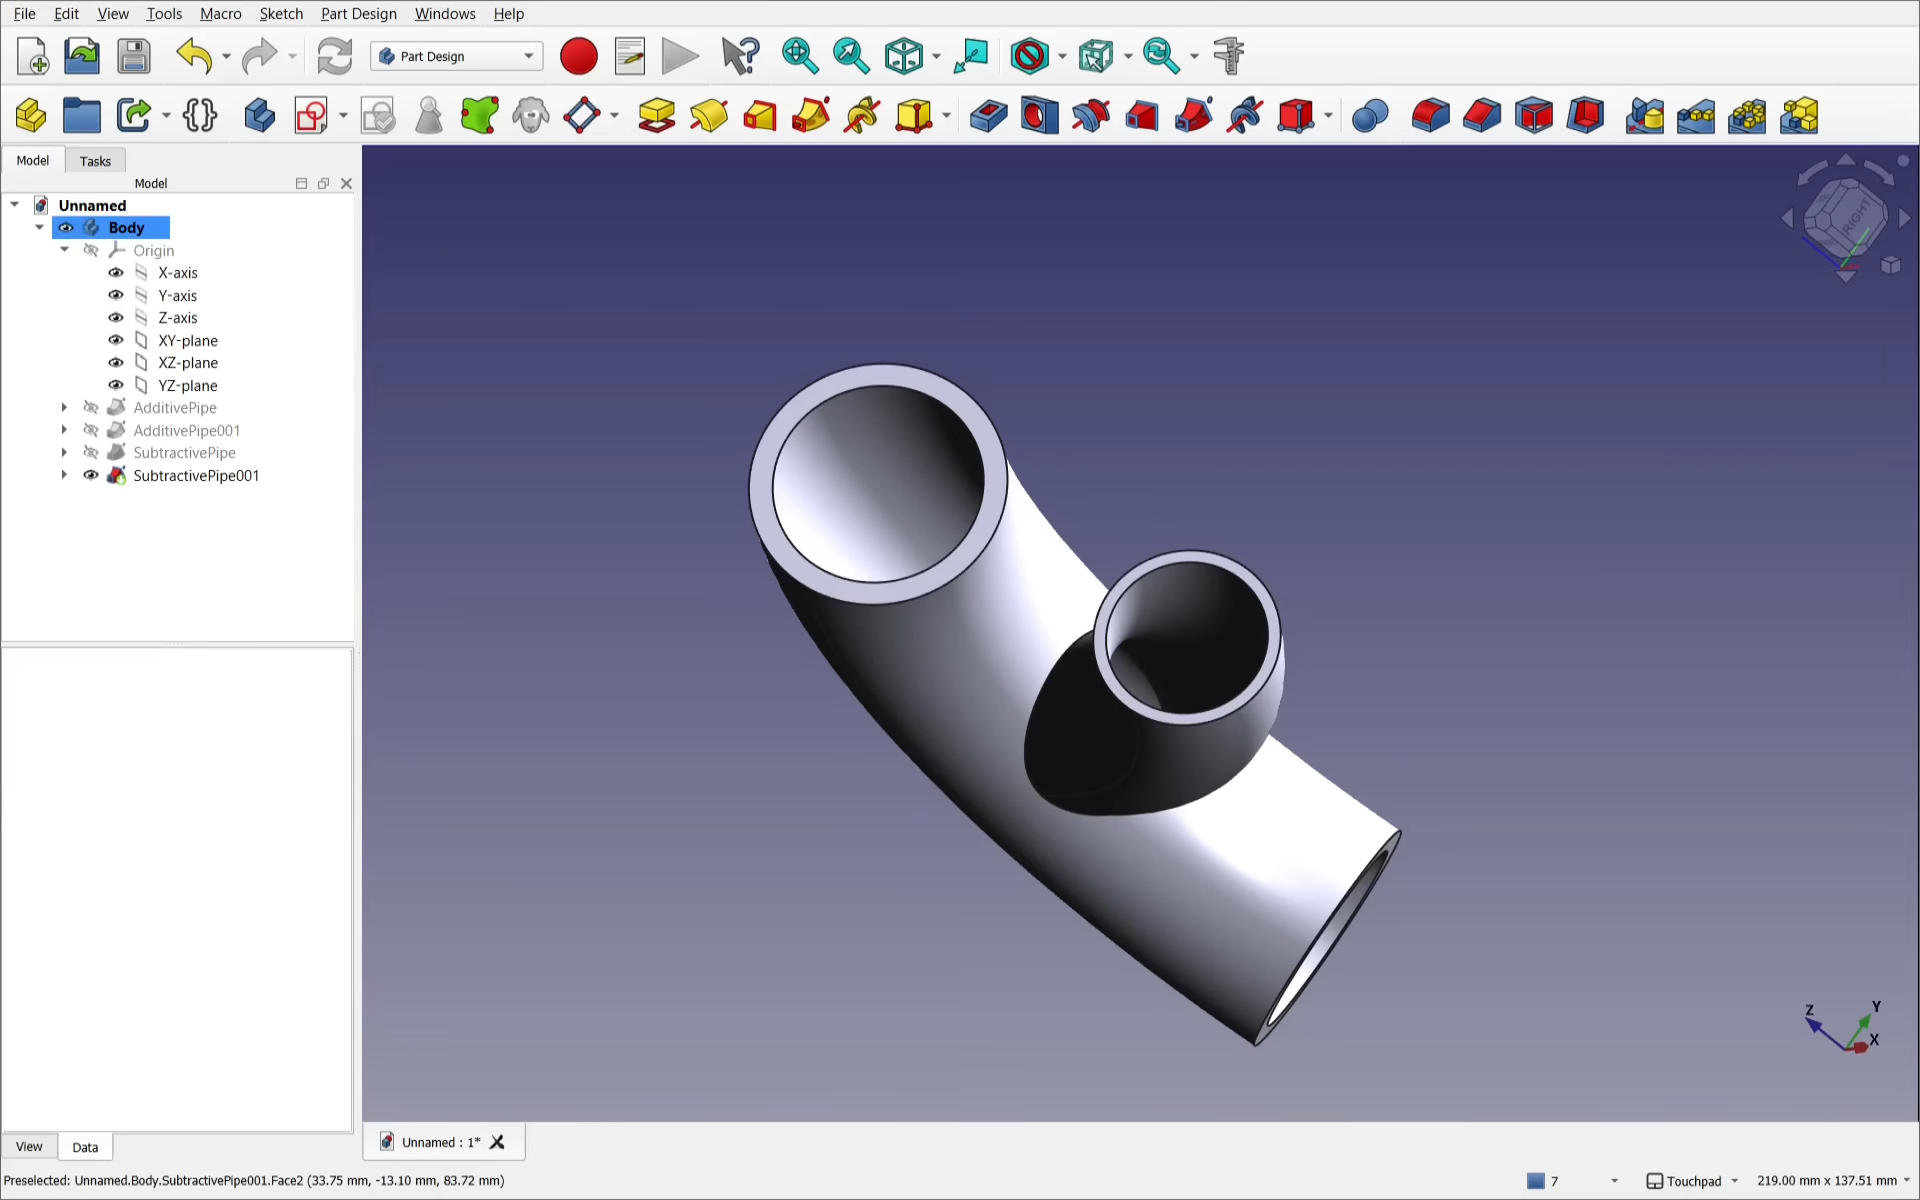 File Edit View Tools Macro Sketch Part Design Windows Help
Part Design
Model Tasks
Model
Unnamed
Body
Origin
X-axis
Y-axis
Z-axis
XY-plane
XZ-plane
YZ-plane
AdditivePipe
AdditivePipe001
SubtractivePipe
SubtractivePipe001
RIGHT
Z Y
X
View Data
Unnamed : 1*
Preselected: Unnamed.Body.SubtractivePipe001.Face2 (33.75 mm, -13.10 mm, 83.72 mm)
7 Touchpad 219.00 mm x 137.51 mm